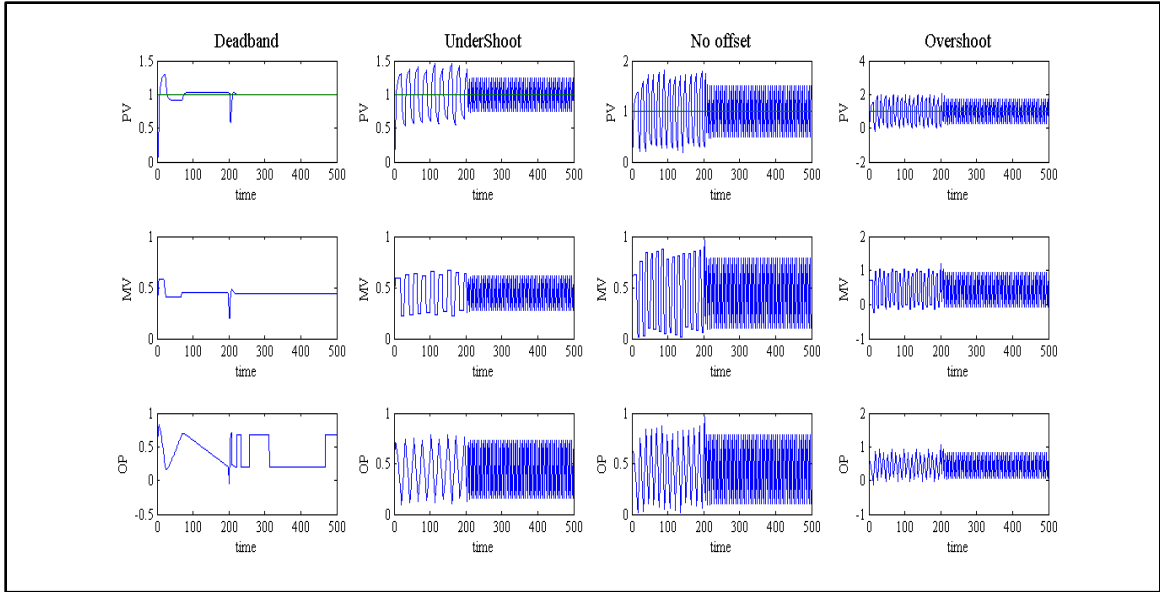 Deadband UnderShoot No offset Overshoot
1.5 1.5 2 4
1 1 2
PV 0.5 PV 0.5 PV 1 PV 0
0 0 0 -2
0 100 200 300 400 500 0 100 200 300 400 500 0 100 200 300 400 500 0 100 200 300 400 500
time time time time
1 1 1 2
1
MV 0.5 MV 0.5 MV 0.5 MV 0
0 0 0 -1
0 100 200 300 400 500 0 100 200 300 400 500 0 100 200 300 400 500 0 100 200 300 400 500
time time time time
1 1 1 2
0.5 1
OP 0 OP 0.5 OP 0.5 OP 0
-0.5 0 0 -1
0 100 200 300 400 500 0 100 200 300 400 500 0 100 200 300 400 500 0 100 200 300 400 500
time time time time